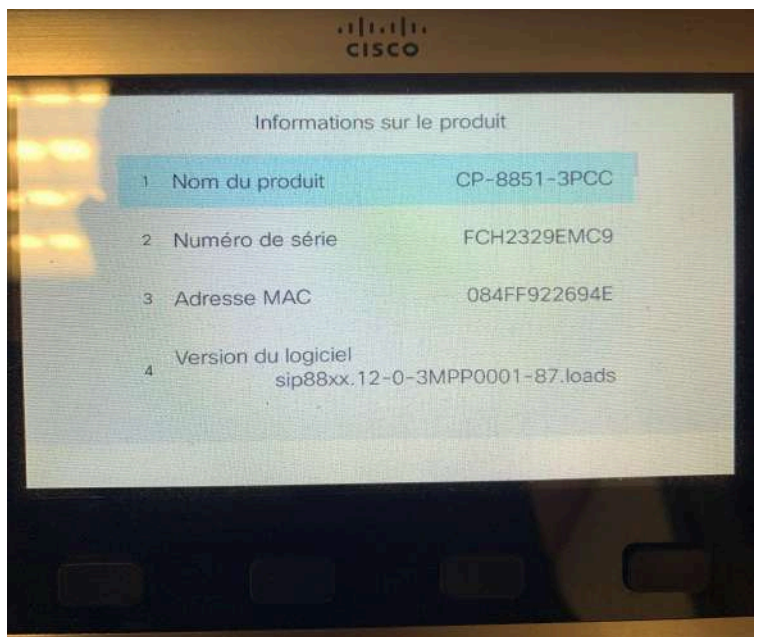 CISCO
Informations sur le produit
1 Nom du produit CP-8851-3PCC
2 Numéro de série FCH2329EMC9
3 Adresse MAC 084FF922694E
4 Version du logiciel
sip88xx.12-0-3MPP0001-87.loads